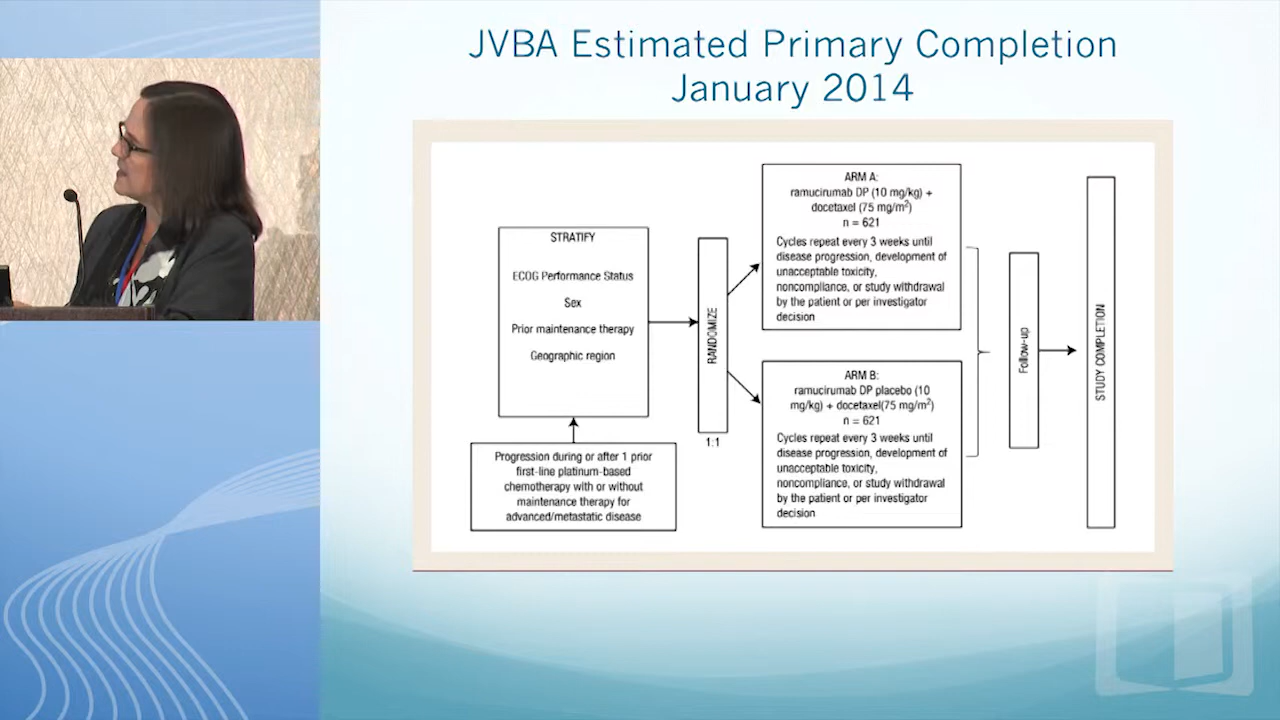 JVBA Estimated Primary Completion
January 2014
STRATIFY
ECOG Performance Status
Sex
Prior maintenance therapy
Geographic region
Progression during or after 1 prior
first-line platinum-based
chemotherapy with or without
maintenance therapy for
advanced/metastatic disease
RANDOMIZE
1:1
ARM A:
ramucirumab DP (10 mg/kg) +
docetaxel (75 mg/m²)
n = 621
Cycles repeat every 3 weeks until
disease progression, development of
unacceptable toxicity,
noncompliance, or study withdrawal
by the patient or per investigator
decision
ARM B:
ramucirumab DP placebo (10
mg/kg) + docetaxel(75 mg/m²)
n = 621
Cycles repeat every 3 weeks until
disease progression, development of
unacceptable toxicity,
noncompliance, or study withdrawal
by the patient or per investigator
decision
Follow-up
STUDY COMPLETION